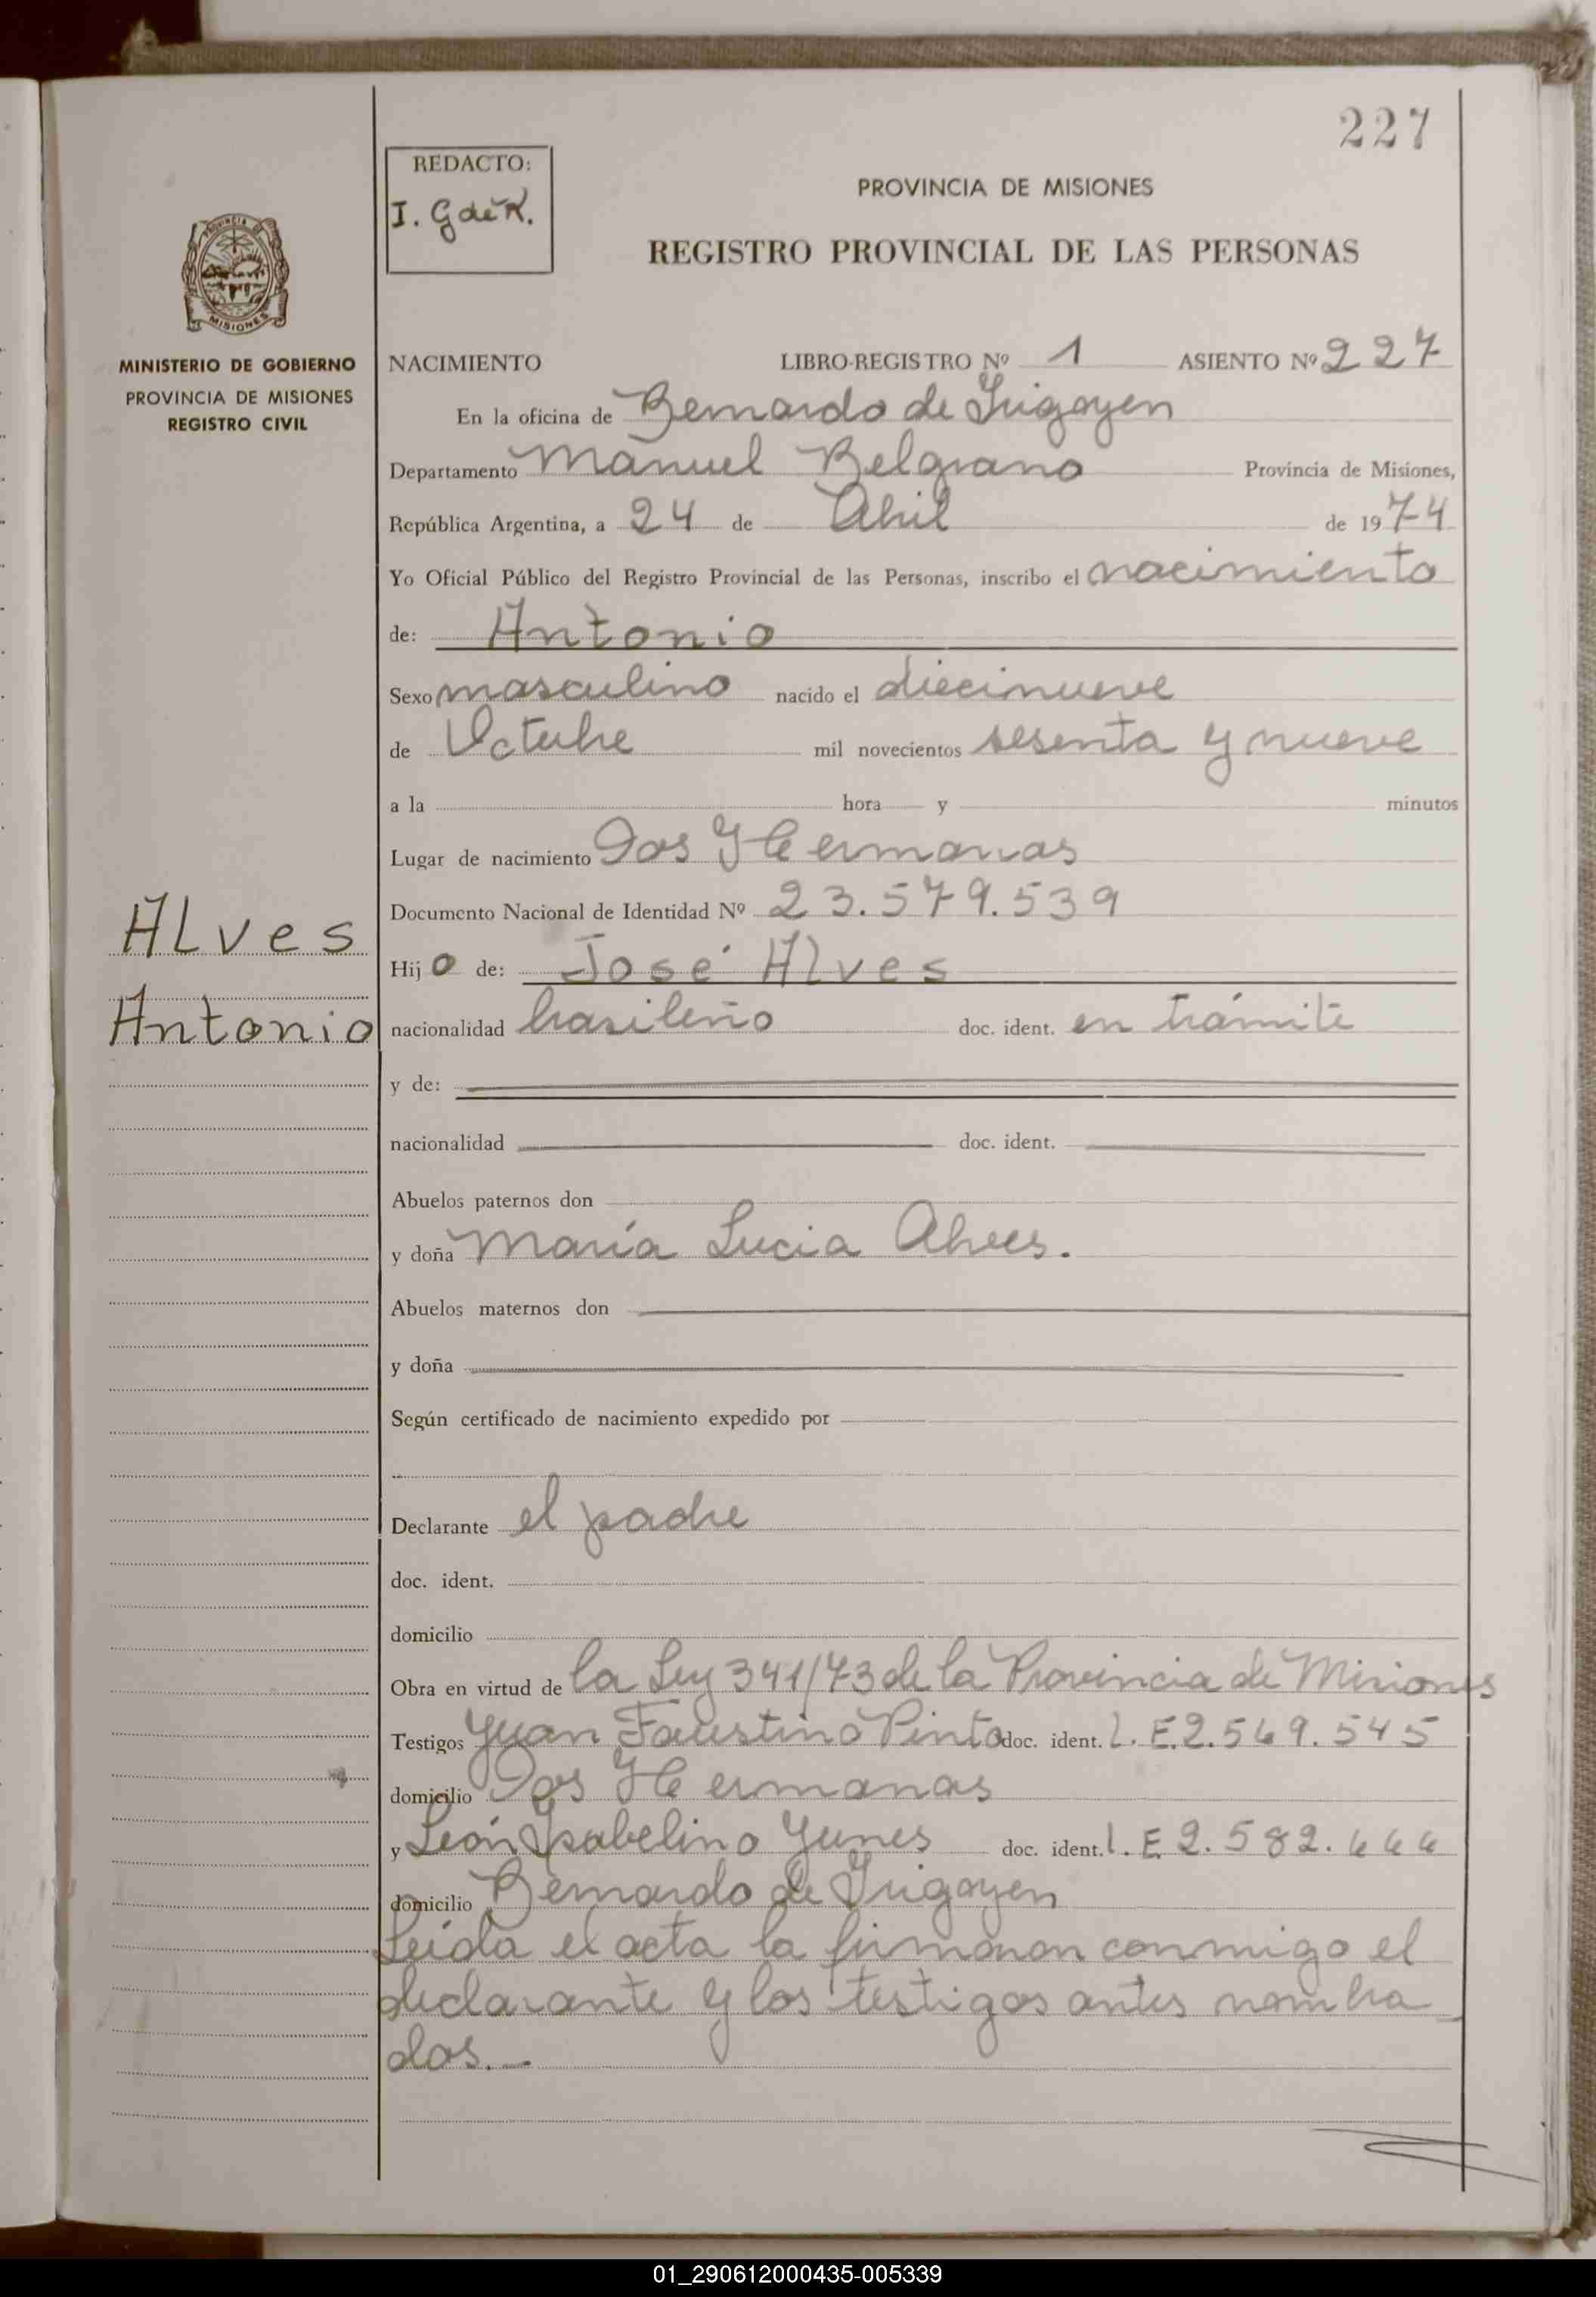 227
REDACTO:
I. G de K.
PROVINCIA DE MISIONES
REGISTRO PROVINCIAL DE LAS PERSONAS
PROVINCIA DE
MISIONES
MINISTERIO DE GOBIERNO
PROVINCIA DE MISIONES
REGISTRO CIVIL
NACIMIENTO LIBRO-REGISTRO Nº 1 ASIENTO Nº 227
En la oficina de Bernardo de Irigoyen
Departamento Manuel Belgrano Provincia de Misiones,
República Argentina, a 24 de Abril de 1974
Yo Oficial Público del Registro Provincial de las Personas, inscribo el nacimiento
de: Antonio
Sexo masculino nacido el diecinueve
de Octubre mil novecientos sesenta y nueve
a la hora y minutos
Lugar de nacimiento Dos Hermanas
Documento Nacional de Identidad Nº 23.579.539
ALves
Hijo de: José Alves
Antonio
nacionalidad brasileño doc. ident. en trámite
y de:
nacionalidad doc. ident.
Abuelos paternos don
y doña María Lucia Alves.
Abuelos maternos don
y doña
Según certificado de nacimiento expedido por
Declarante el padre
doc. ident.
domicilio
Obra en virtud de la Ley 341/73 de la Provincia de Misiones
Testigos Juan Faustino Pinto doc. ident. L.E. 2.569.545
domicilio Dos Hermanas
y León Ysabelino Yunes doc. ident. L.E. 2.582.666
domicilio Bernardo de Irigoyen
Leída el acta la firmaron conmigo el
declarante y los testigos antes nombra
dos.—
01_290612000435-005339